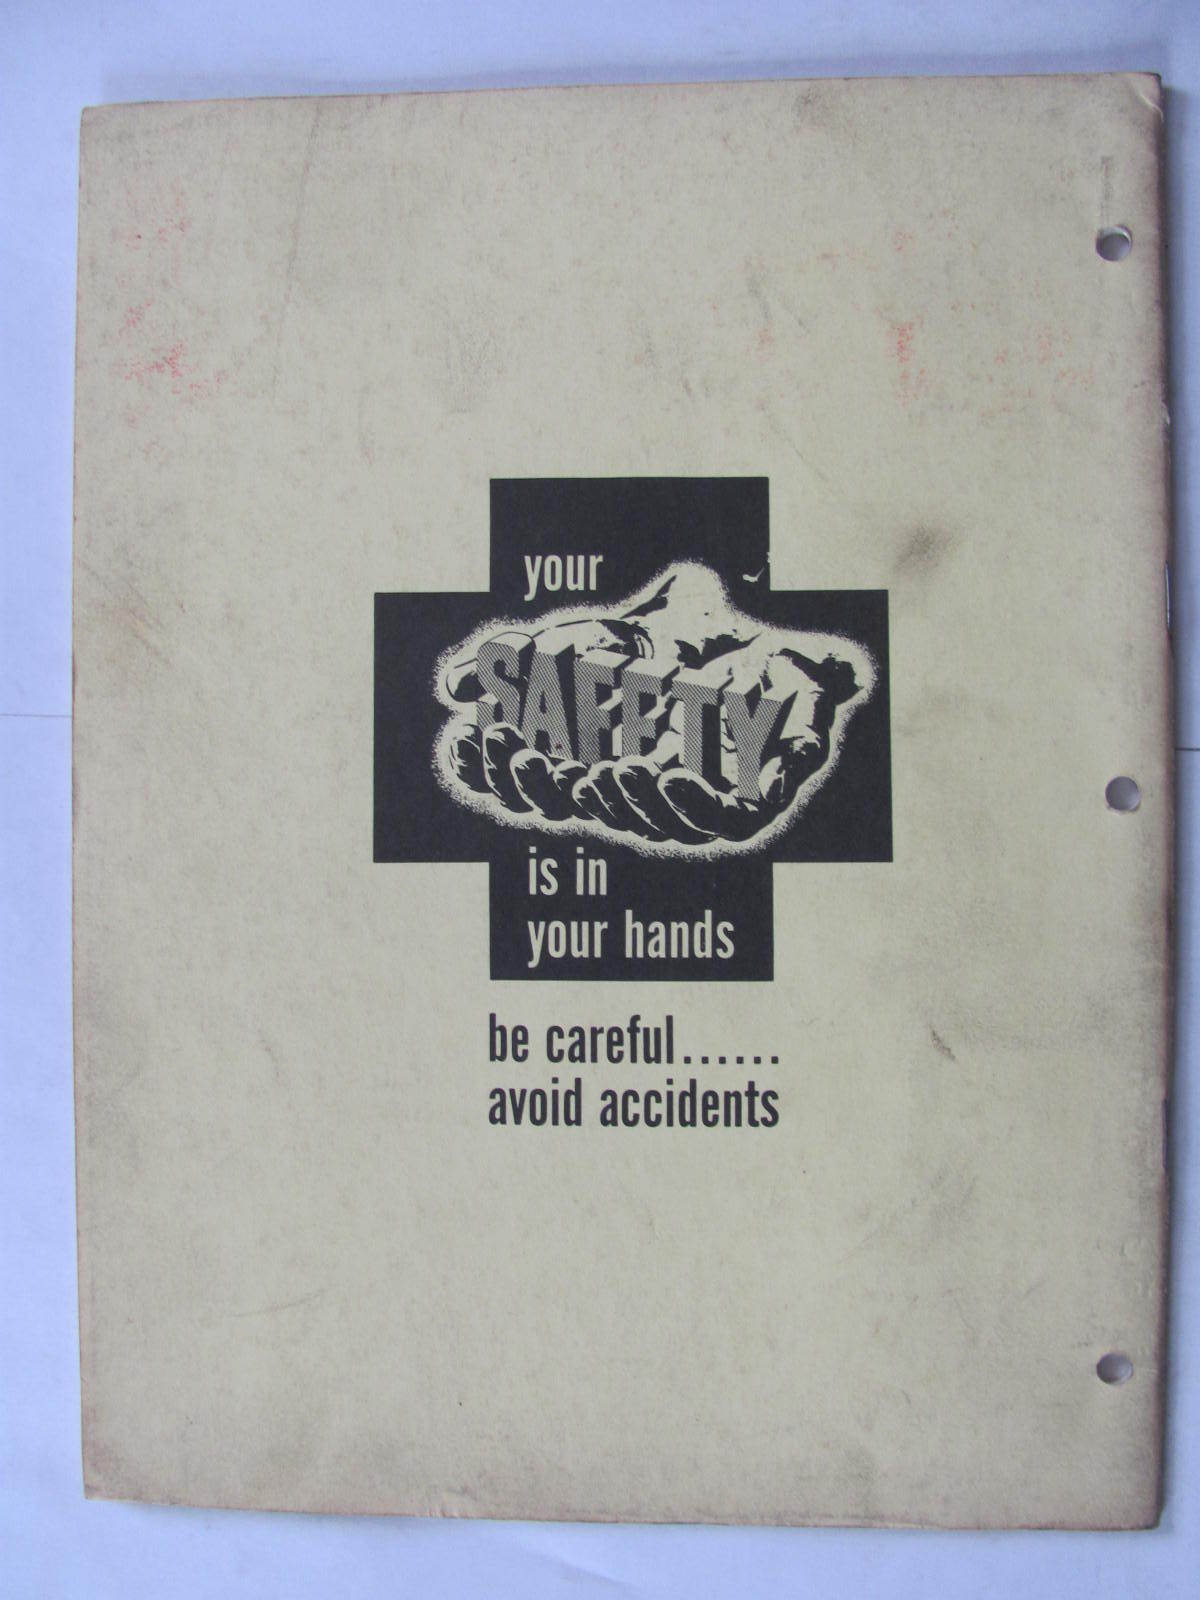 your
SAFETY
is in
your hands
be careful......
avoid accidents